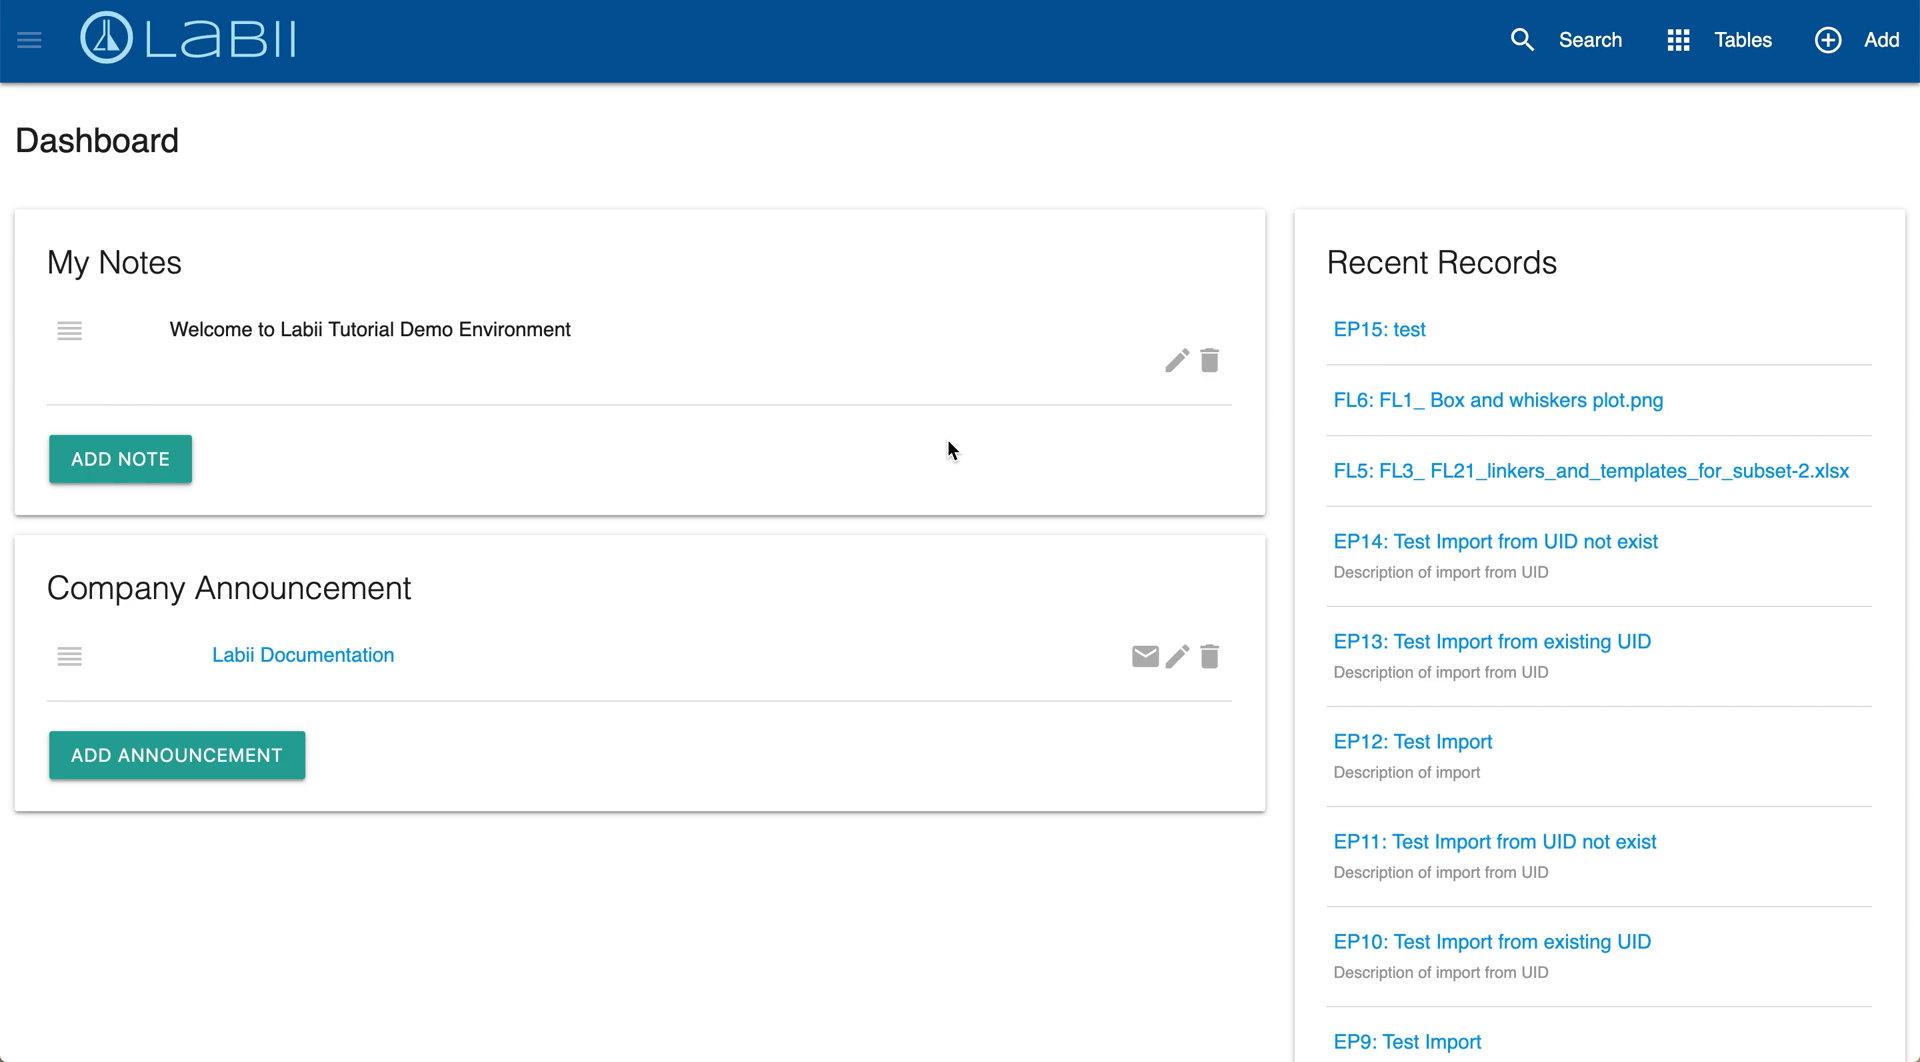 LABII
Search
Tables
Add
Dashboard
My Notes
Welcome to Labii Tutorial Demo Environment
ADD NOTE
Company Announcement
Labii Documentation
ADD ANNOUNCEMENT
Recent Records
EP15: test
FL6: FL1_ Box and whiskers plot.png
FL5: FL3_ FL21_linkers_and_templates_for_subset-2.xlsx
EP14: Test Import from UID not exist
Description of import from UID
EP13: Test Import from existing UID
Description of import from UID
EP12: Test Import
Description of import
EP11: Test Import from UID not exist
Description of import from UID
EP10: Test Import from existing UID
Description of import from UID
EP9: Test Import